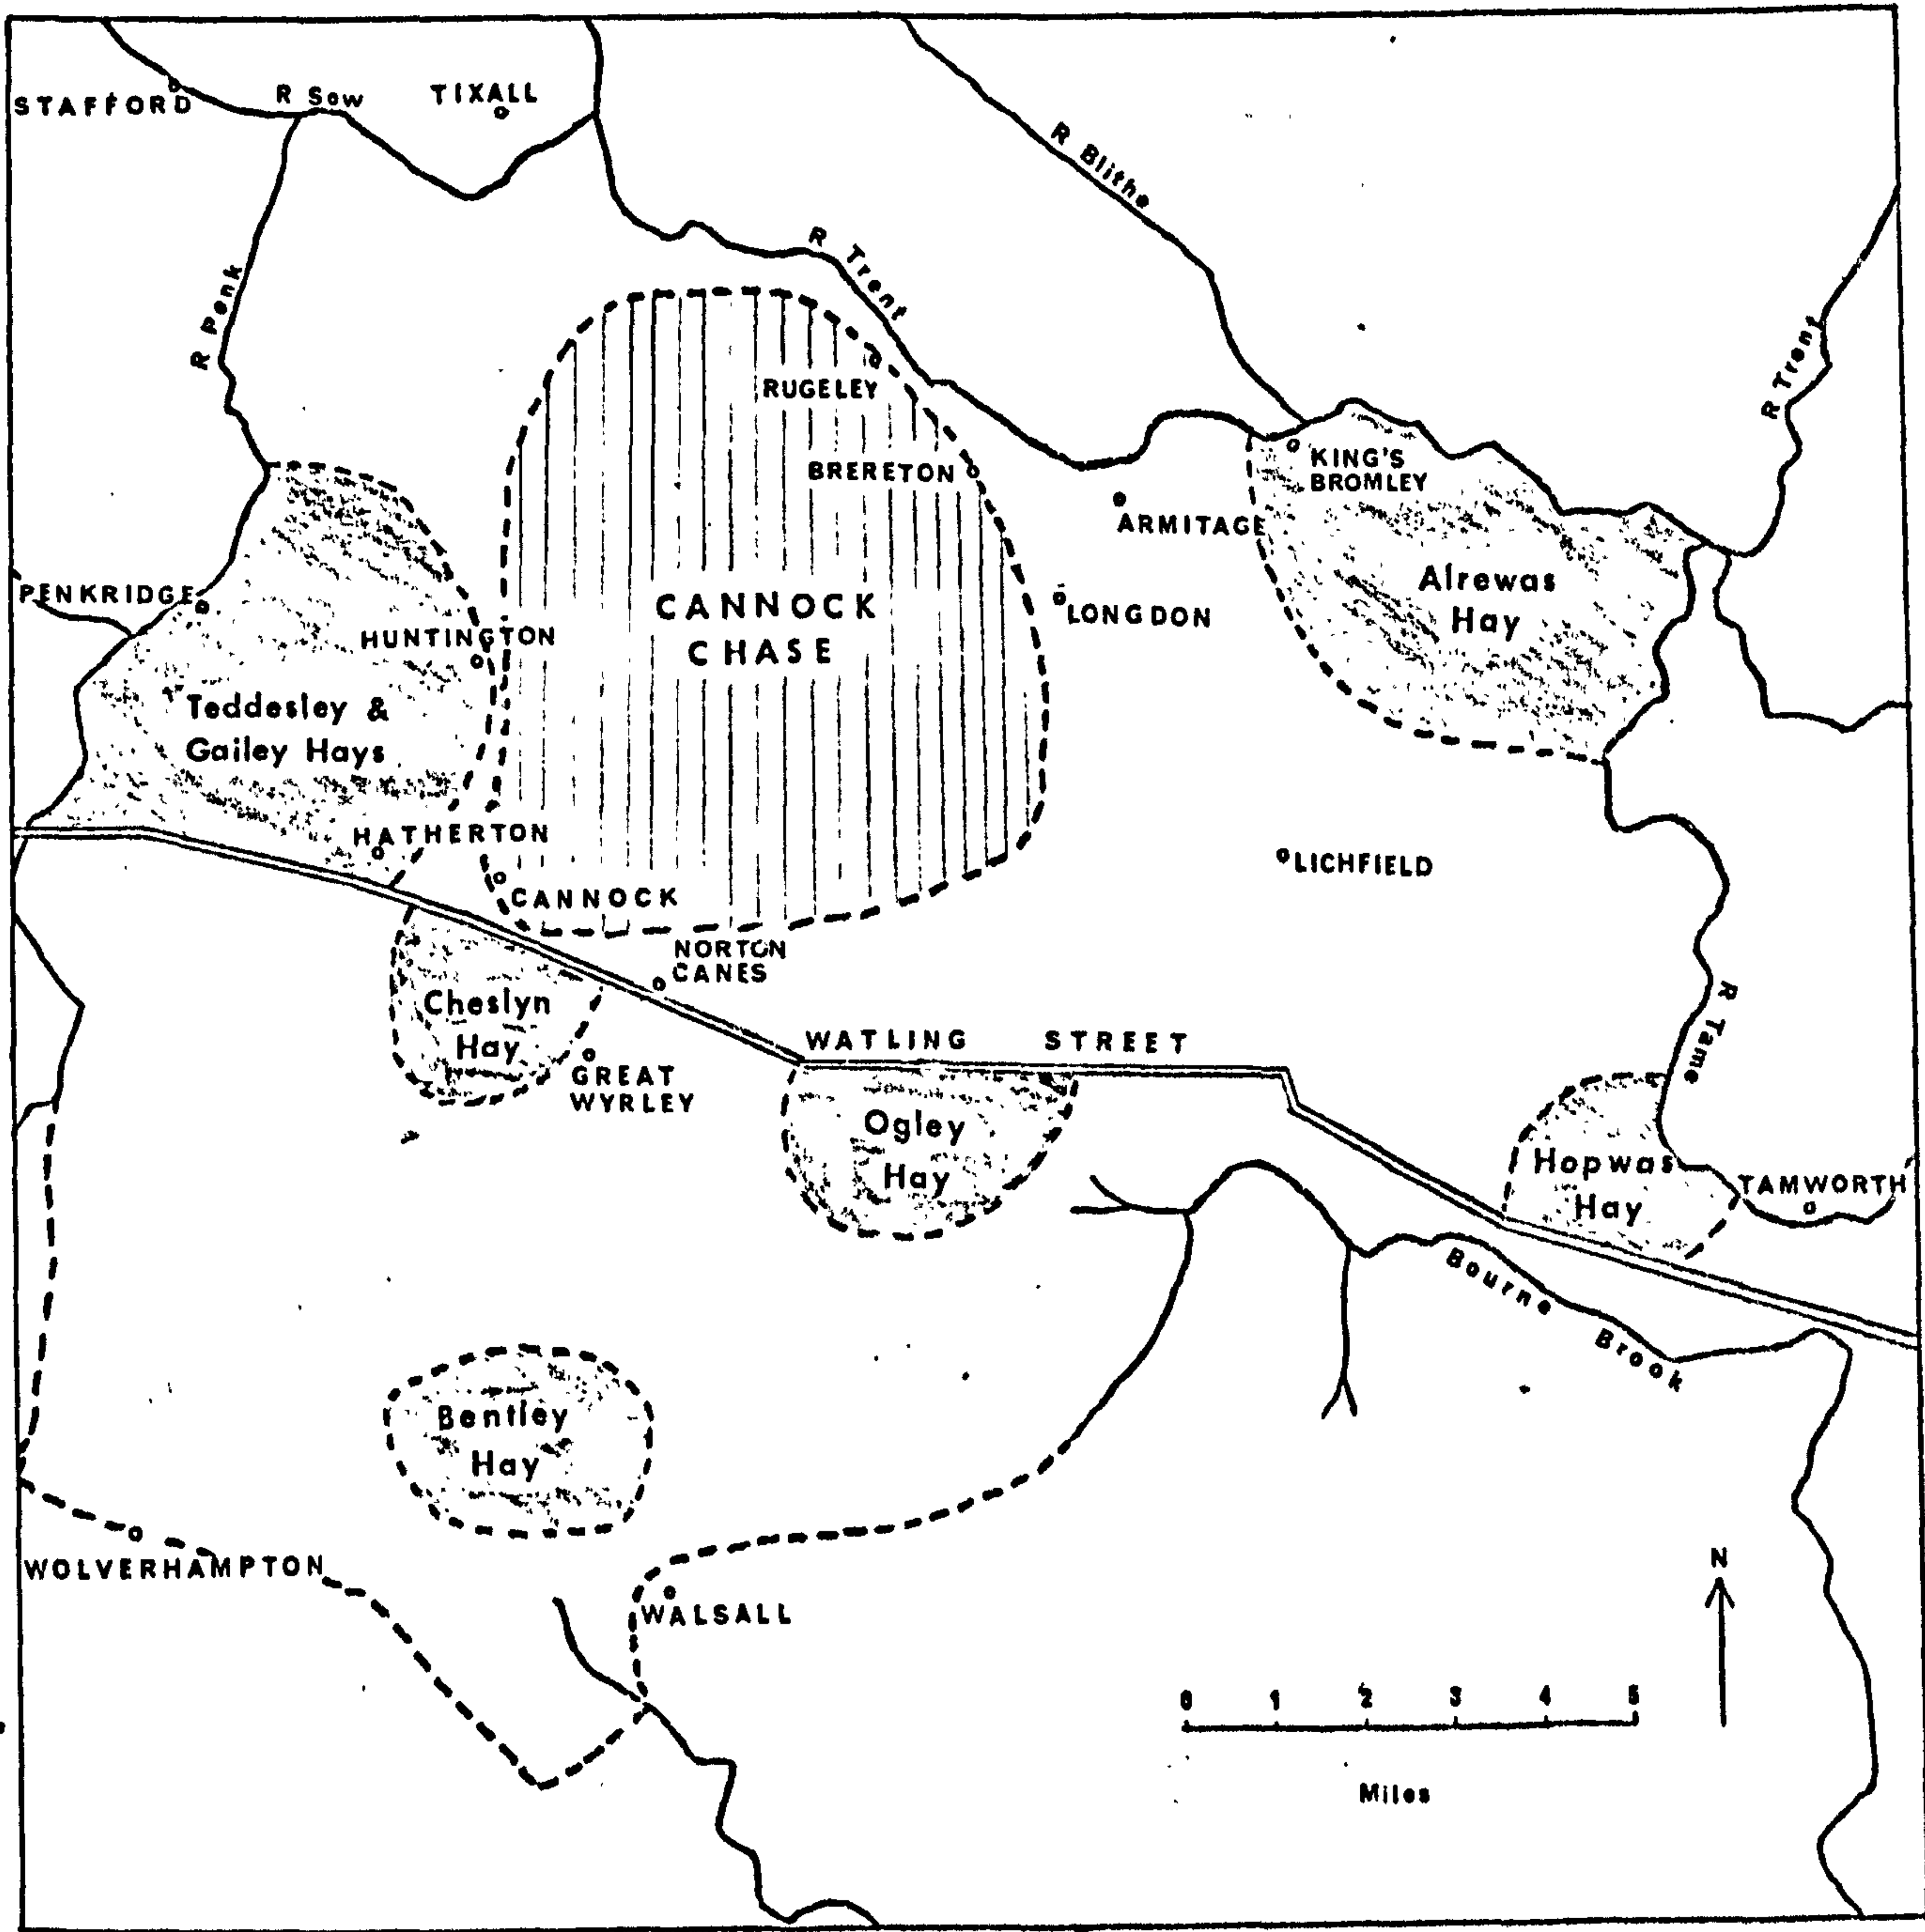 STAFFORD
R Sow
TIXALL
R Blithe
R Penk
R Trent
R Trent
RUGELEY
BRERETON
KING'S
BROMLEY
ARMITAGE
Alrewas
Hay
PENKRIDGE
CANNOCK
CHASE
LONGDON
HUNTINGTON
Teddesley &
Gailey Hays
HATHERTON
LICHFIELD
CANNOCK
NORTON
CANES
Cheslyn
Hay
R Tame
WATLING STREET
GREAT
WYRLEY
Ogley
Hay
Hopwas
Hay
TAMWORTH
Bourne Brook
Bentley
Hay
WOLVERHAMPTON
N
WALSALL
0 1 2 3 4 5
Miles